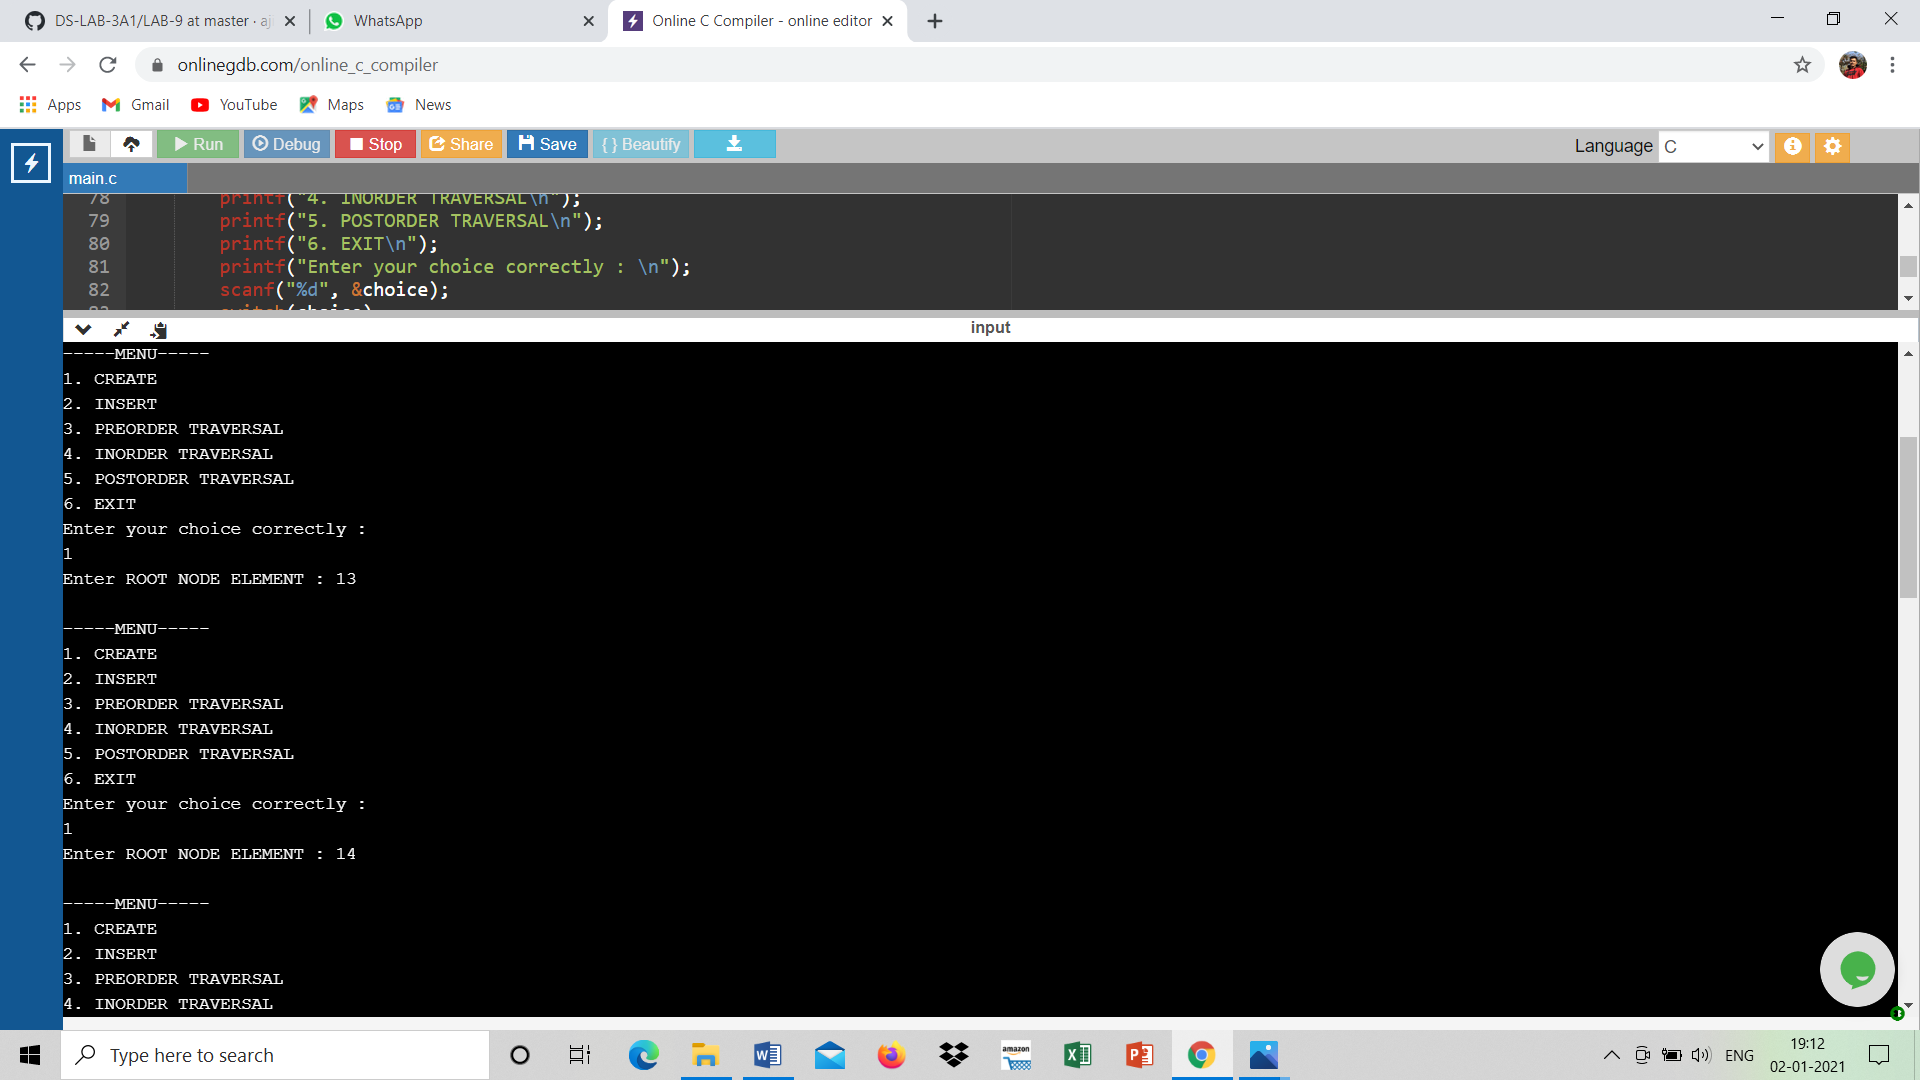 DS-LAB-3A1/LAB-9 at master · aji
WhatsApp
Online C Compiler - online editor
onlinegdb.com/online_c_compiler
Apps
Gmail
YouTube
Maps
News
Run
Debug
Stop
Share
Save
{ } Beautify
Language
C
main.c
78 printf("4. INORDER TRAVERSAL\n");
79 printf("5. POSTORDER TRAVERSAL\n");
80 printf("6. EXIT\n");
81 printf("Enter your choice correctly : \n");
82 scanf("%d", &choice);
83 switch(choice)
input
-----MENU-----
1. CREATE
2. INSERT
3. PREORDER TRAVERSAL
4. INORDER TRAVERSAL
5. POSTORDER TRAVERSAL
6. EXIT
Enter your choice correctly :
1
Enter ROOT NODE ELEMENT : 13
-----MENU-----
1. CREATE
2. INSERT
3. PREORDER TRAVERSAL
4. INORDER TRAVERSAL
5. POSTORDER TRAVERSAL
6. EXIT
Enter your choice correctly :
1
Enter ROOT NODE ELEMENT : 14
-----MENU-----
1. CREATE
2. INSERT
3. PREORDER TRAVERSAL
4. INORDER TRAVERSAL
Type here to search
amazon
ENG
19:12
02-01-2021